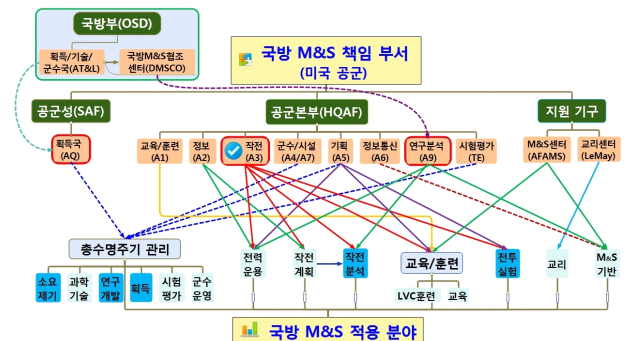 국방부(OSD)
획득/기술/
군수국(AT&L)
국방M&S협조
센터(DMSCO)
국방 M&S 책임 부서
(미국 공군)
공군성(SAF)
공군본부(HQAF)
지원 기구
획득국
(AQ)
교육/훈련
(A1)
정보
(A2)
작전
(A3)
군수/시설
(A4/A7)
기획
(A5)
정보통신
(A6)
연구분석
(A9)
시험평가
(TE)
M&S센터
(AFAMS)
교리센터
(LeMay)
총수명주기 관리
전력
운용
작전
계획
작전
분석
교육/훈련
전투
실험
교리
M&S
기반
소요
제기
과학
기술
연구
개발
획득
시험
평가
군수
운영
LVC훈련
교육
국방 M&S 적용 분야